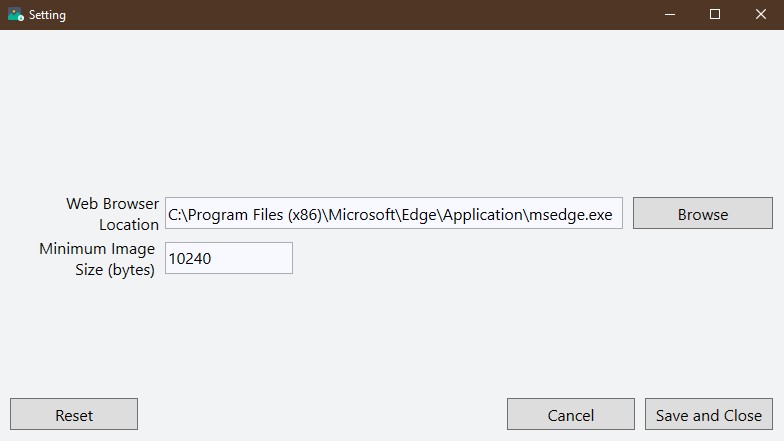 Setting
Web Browser
Location
C:\Program Files (x86)\Microsoft\Edge\Application\msedge.exe
Browse
Minimum Image
Size (bytes)
10240
Reset
Cancel
Save and Close